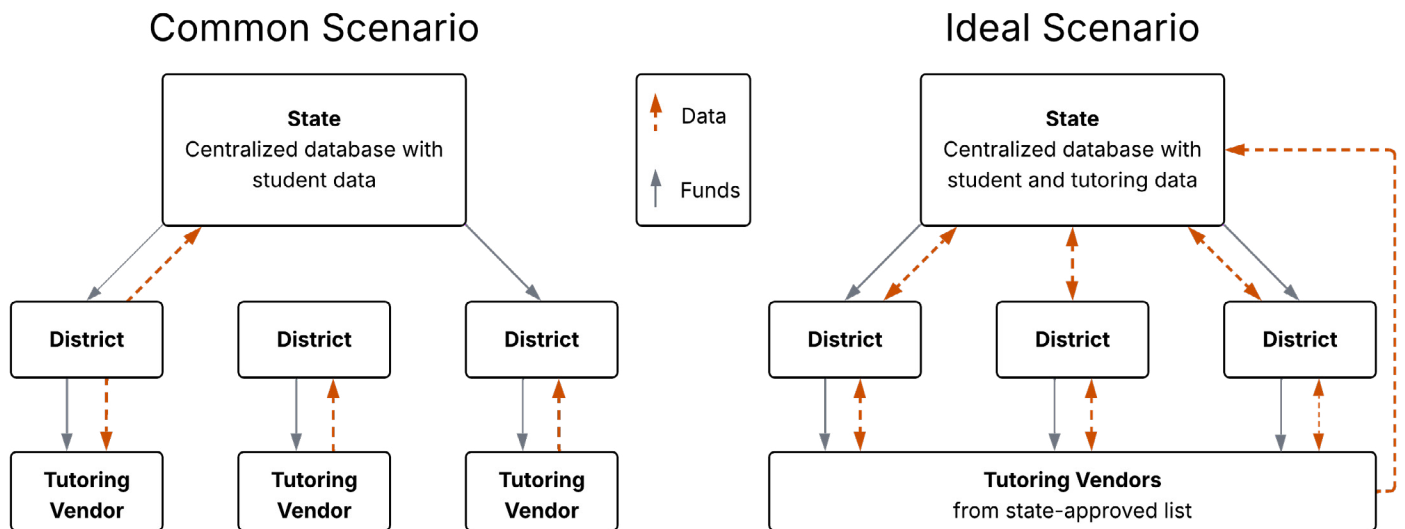 Common Scenario
Ideal Scenario
State
Centralized database with
student data
Data
Funds
State
Centralized database with
student and tutoring data
District
District
District
District
District
District
Tutoring
Vendor
Tutoring
Vendor
Tutoring
Vendor
Tutoring Vendors
from state-approved list